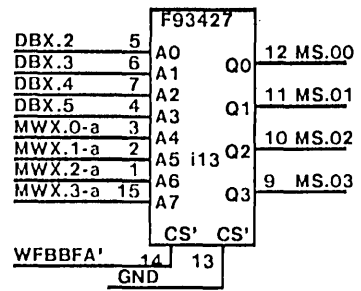 F93427
DBX.2 5 A0
DBX.3 6 A1
DBX.4 7 A2
DBX.5 4 A3
MWX.0-a 3 A4
MWX.1-a 2 A5
MWX.2-a 1 A6
MWX.3-a 15 A7
i13
Q0 12 MS.00
Q1 11 MS.01
Q2 10 MS.02
Q3 9 MS.03
CS' CS'
WFBBFA' 14 13
GND